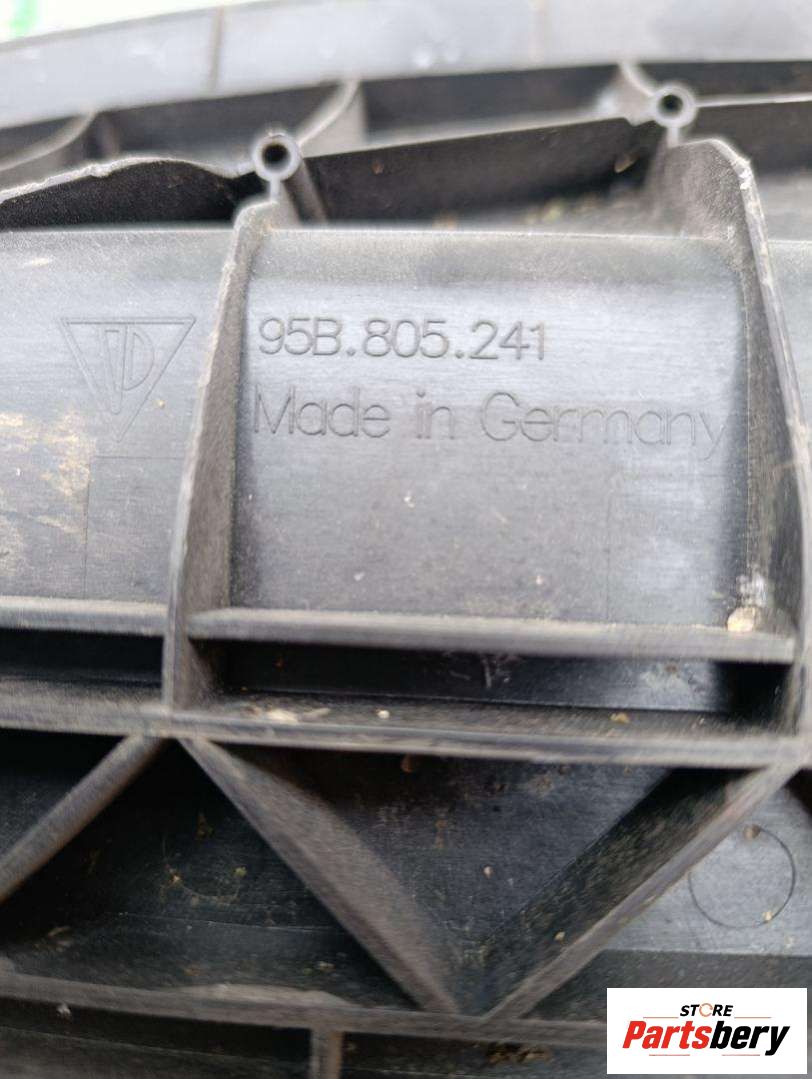 95B.805.241
Made in Germany
STORE
Partsbery